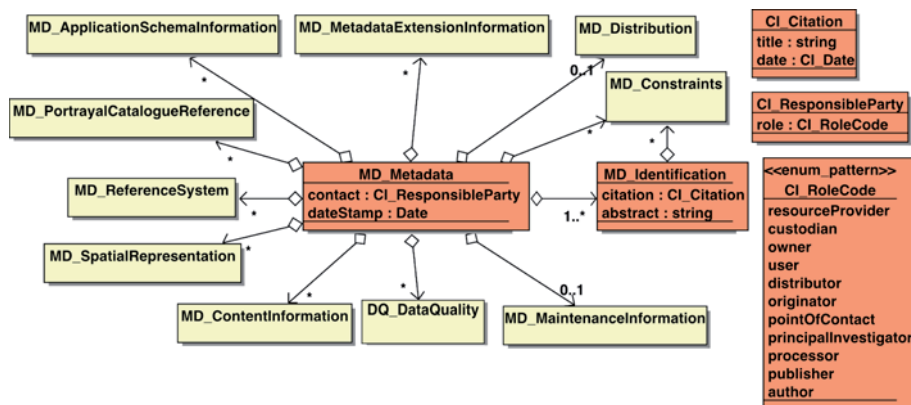 MD_ApplicationSchemaInformation
*
MD_MetadataExtensionInformation
*
MD_Distribution
0..1
MD_Constraints
*
*
MD_PortrayalCatalogueReference
*
MD_ReferenceSystem
*
MD_SpatialRepresentation
*
MD_Metadata
contact : CI_ResponsibleParty
dateStamp : Date
1..*
MD_Identification
citation : CI_Citation
abstract : string
MD_ContentInformation
*
DQ_DataQuality
*
MD_MaintenanceInformation
0..1
CI_Citation
title : string
date : CI_Date
CI_ResponsibleParty
role : CI_RoleCode
<<enum_pattern>>
CI_RoleCode
resourceProvider
custodian
owner
user
distributor
originator
pointOfContact
principalInvestigator
processor
publisher
author